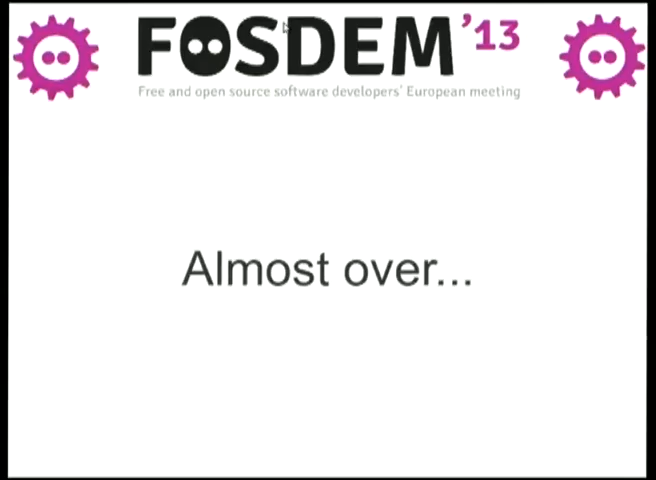 FOSDEM '13
Free and open source software developers' European meeting
Almost over...